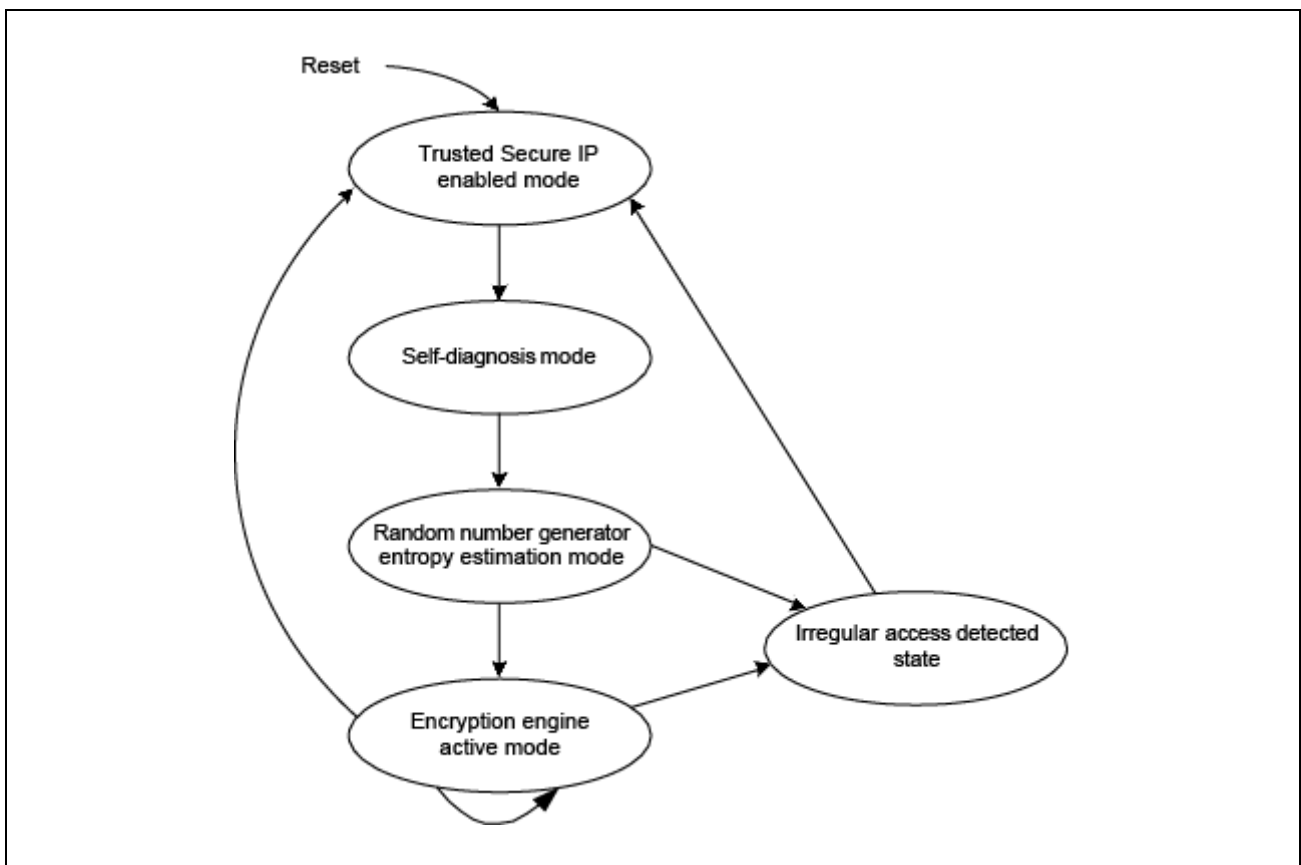 Reset
Trusted Secure IP
enabled mode
Self-diagnosis mode
Random number generator
entropy estimation mode
Irregular access detected
state
Encryption engine
active mode